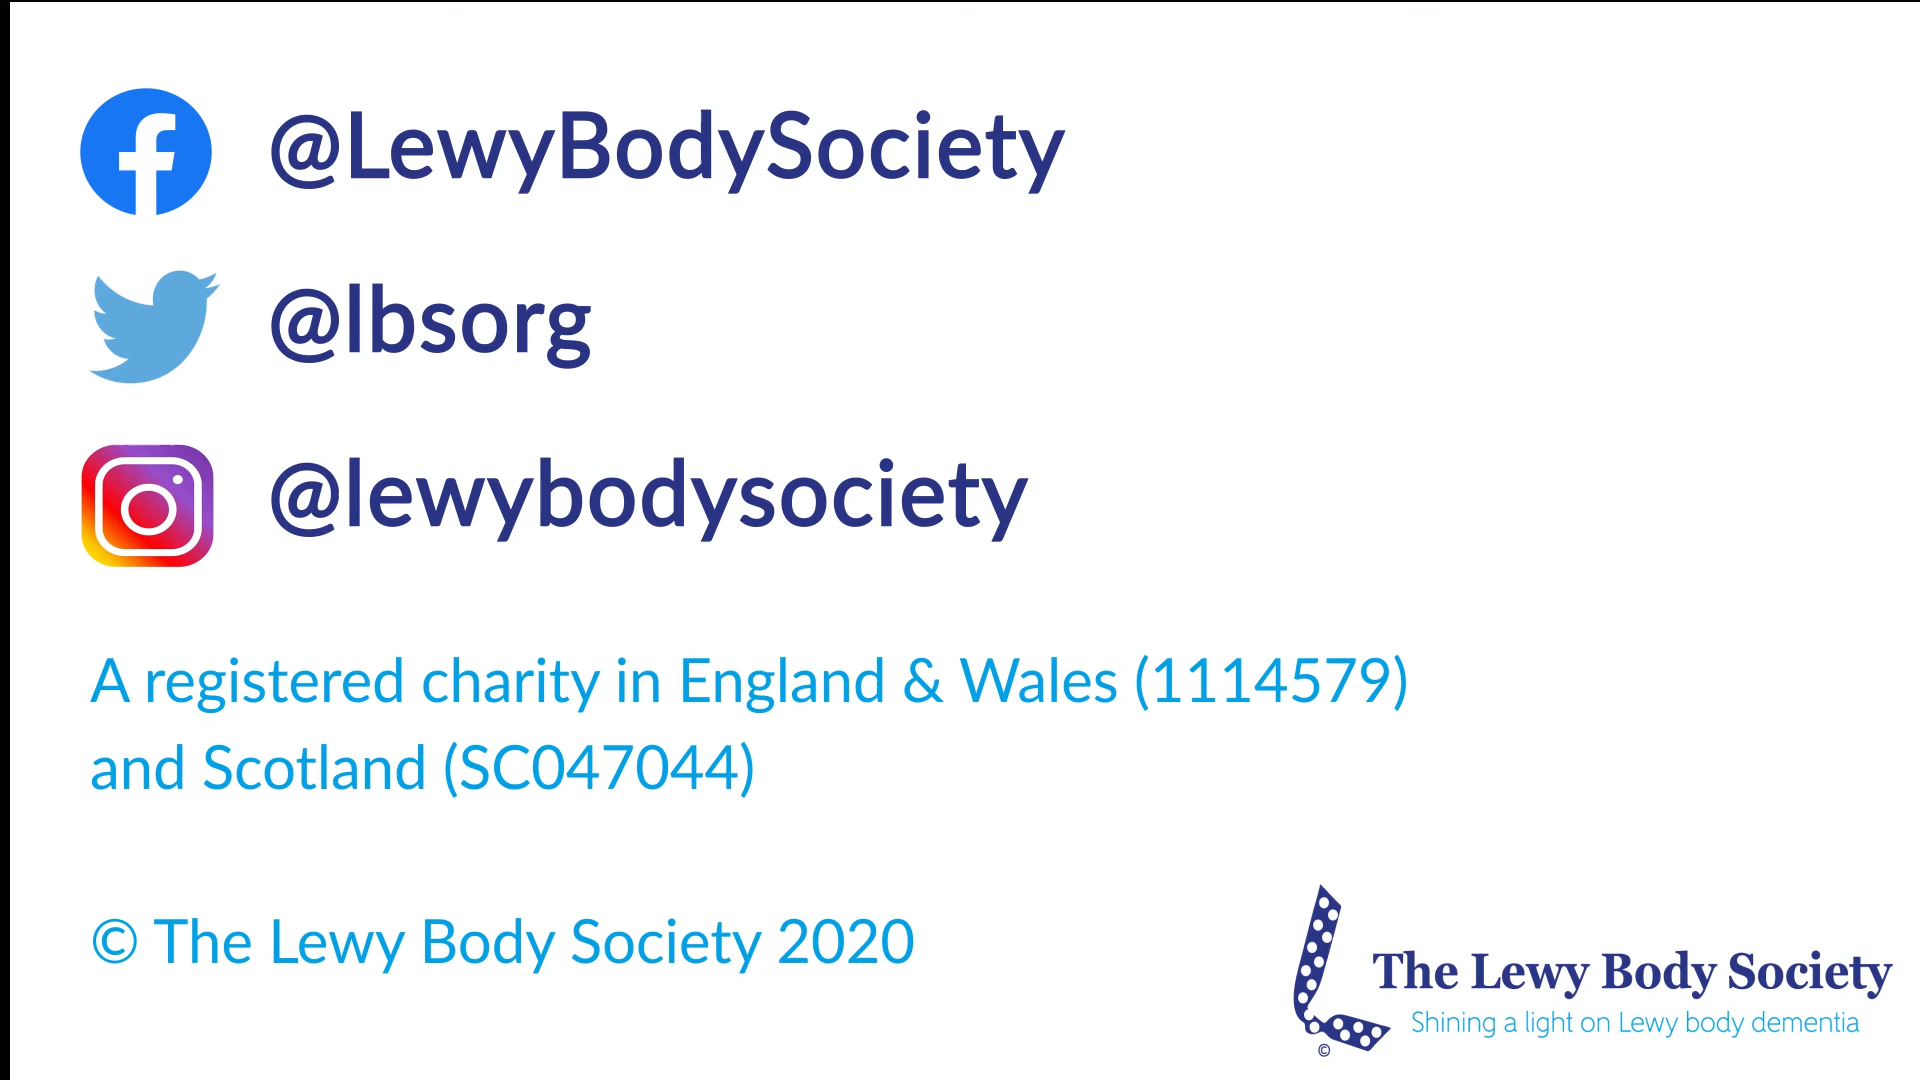 @LewyBodySociety
@lbsorg
@lewybodysociety
A registered charity in England & Wales (1114579)
and Scotland (SC047044)
© The Lewy Body Society 2020
The Lewy Body Society
Shining a light on Lewy body dementia
©